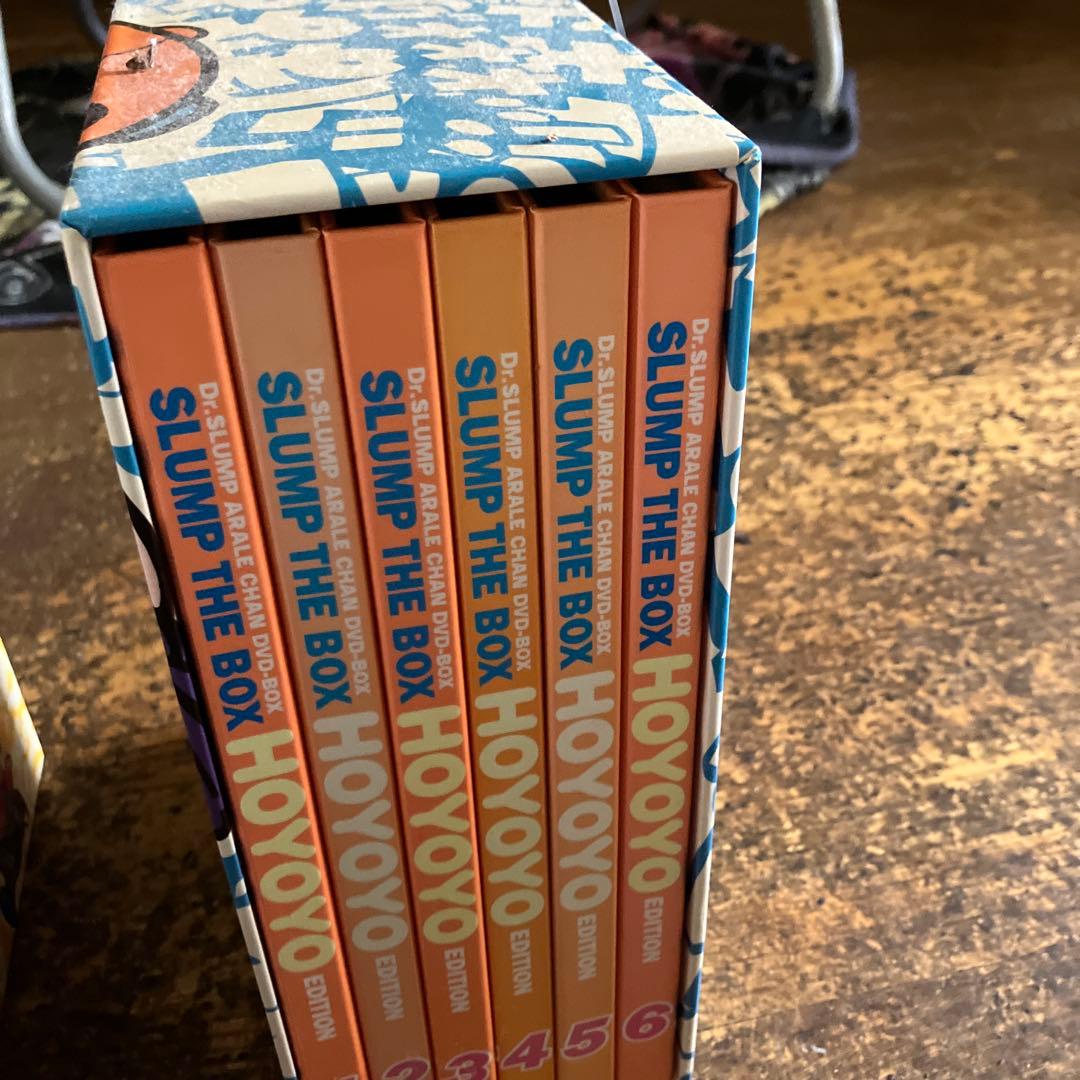 Dr.SLUMP ARALE CHAN DVD-BOX
SLUMP THE BOX HOYOYO EDITION
Dr.SLUMP ARALE CHAN DVD-BOX
SLUMP THE BOX HOYOYO EDITION 2
Dr.SLUMP ARALE CHAN DVD-BOX
SLUMP THE BOX HOYOYO EDITION 3
Dr.SLUMP ARALE CHAN DVD-BOX
SLUMP THE BOX HOYOYO EDITION 4
Dr.SLUMP ARALE CHAN DVD-BOX
SLUMP THE BOX HOYOYO EDITION 5
Dr.SLUMP ARALE CHAN DVD-BOX
SLUMP THE BOX HOYOYO EDITION 6